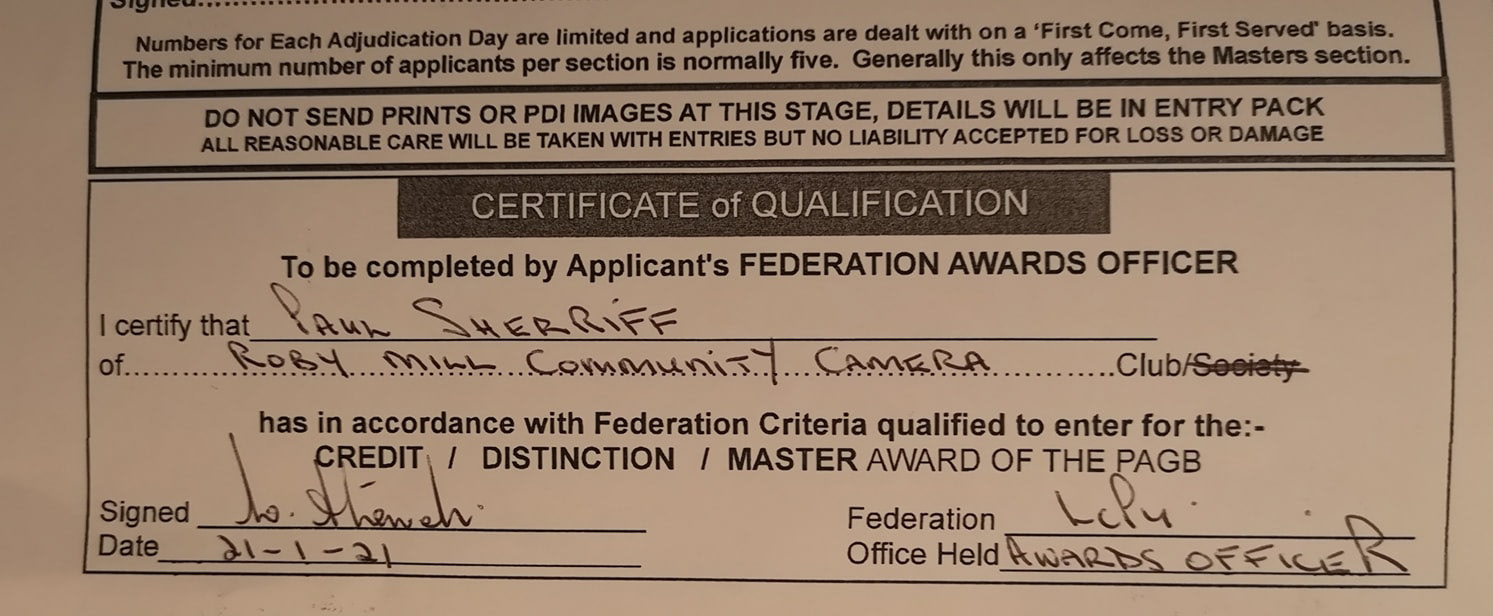 Signed..............................
Numbers for Each Adjudication Day are limited and applications are dealt with on a ‘First Come, First Served’ basis.
The minimum number of applicants per section is normally five. Generally this only affects the Masters section.
DO NOT SEND PRINTS OR PDI IMAGES AT THIS STAGE, DETAILS WILL BE IN ENTRY PACK
ALL REASONABLE CARE WILL BE TAKEN WITH ENTRIES BUT NO LIABILITY ACCEPTED FOR LOSS OR DAMAGE
CERTIFICATE of QUALIFICATION
To be completed by Applicant's FEDERATION AWARDS OFFICER
I certify that PAUL SHERRIFF
of ROBY MILL COMMUNITY CAMERA Club/Society
has in accordance with Federation Criteria qualified to enter for the:-
CREDIT / DISTINCTION / MASTER AWARD OF THE PAGB
Signed Federation L&CPU
Date 21-1-21 Office Held AWARDS OFFICER